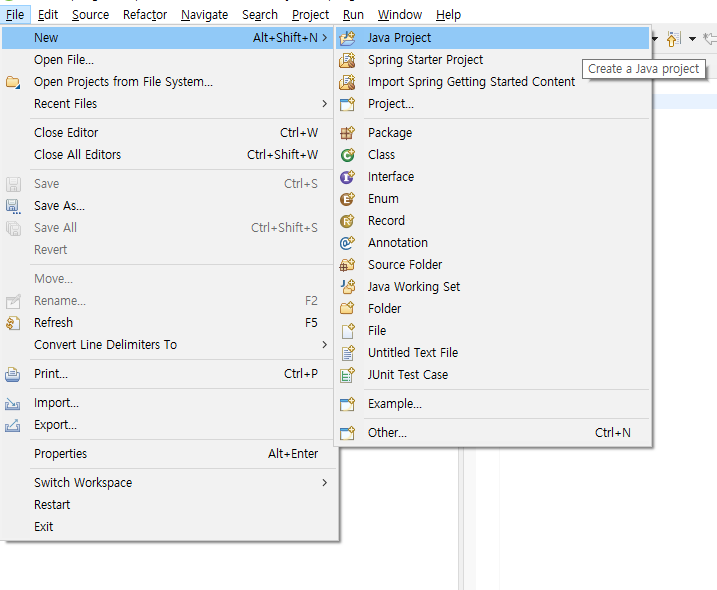 File Edit Source Refactor Navigate Search Project Run Window Help
New Alt+Shift+N >
Open File...
Open Projects from File System...
Recent Files >
Close Editor Ctrl+W
Close All Editors Ctrl+Shift+W
Save Ctrl+S
Save As...
Save All Ctrl+Shift+S
Revert
Move...
Rename... F2
Refresh F5
Convert Line Delimiters To >
Print... Ctrl+P
Import...
Export...
Properties Alt+Enter
Switch Workspace >
Restart
Exit
Java Project
Spring Starter Project
Create a Java project
Import Spring Getting Started Content
Project...
Package
Class
Interface
Enum
Record
Annotation
Source Folder
Java Working Set
Folder
File
Untitled Text File
JUnit Test Case
Example...
Other... Ctrl+N